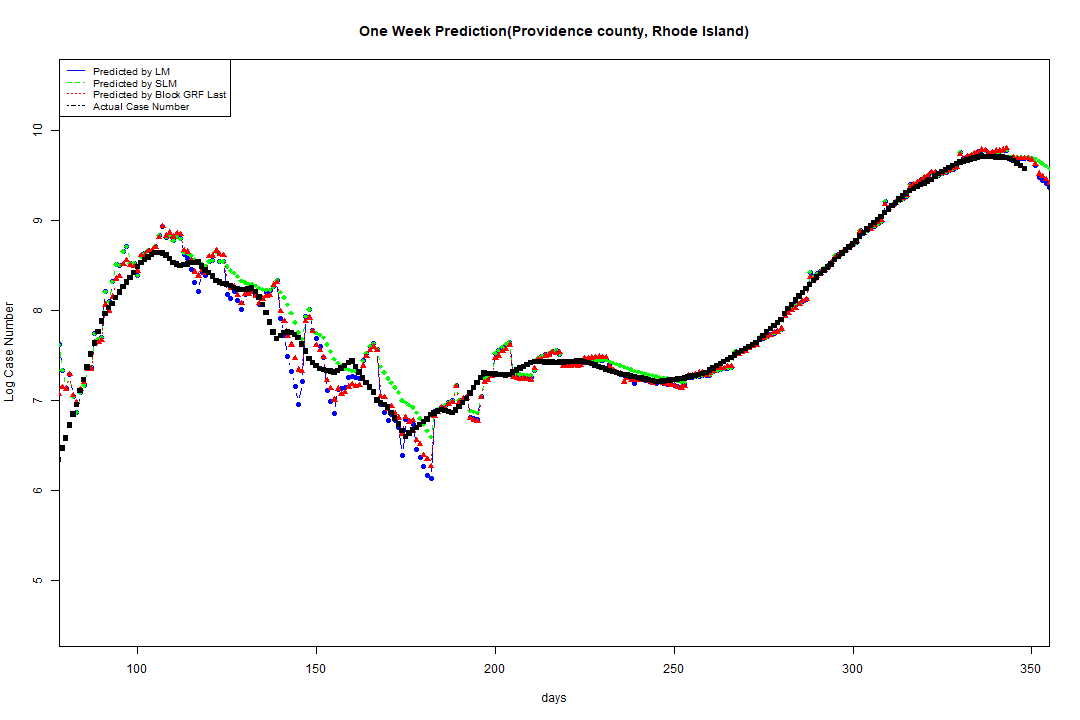 One Week Prediction(Providence county, Rhode Island)
Predicted by LM
Predicted by SLM
Predicted by Block GRF Last
Actual Case Number
10
9
8
7
6
5
Log Case Number
100 150 200 250 300 350
days